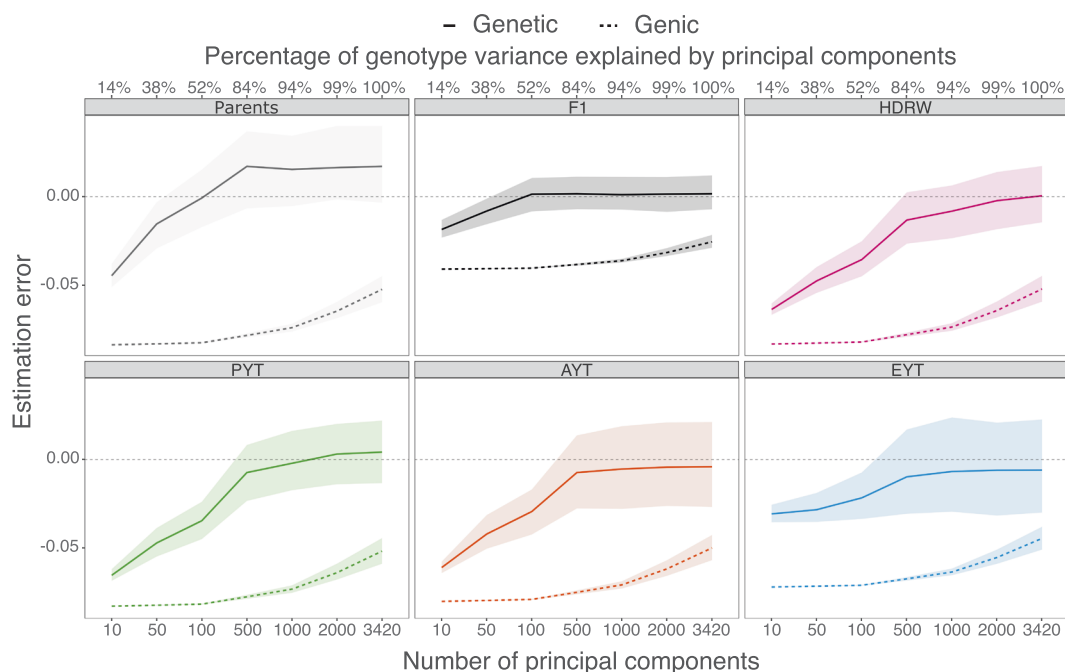 Genetic Genic
Percentage of genotype variance explained by principal components
14% 38% 52% 84% 94% 99% 100% 14% 38% 52% 84% 94% 99% 100% 14% 38% 52% 84% 94% 99% 100%
Parents F1 HDRW
0.00
-0.05
Estimation error
PYT AYT EYT
0.00
-0.05
10 50 100 500 1000 2000 3420 10 50 100 500 1000 2000 3420 10 50 100 500 1000 2000 3420
Number of principal components